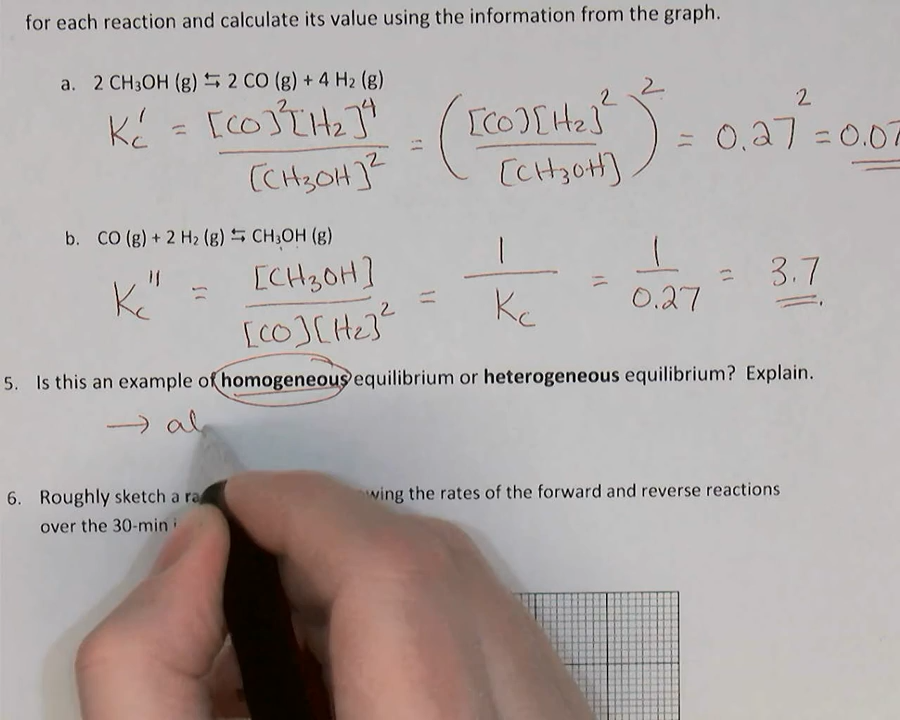 for each reaction and calculate its value using the information from the graph.
a. 2 CH₃OH (g) ⇆ 2 CO (g) + 4 H₂ (g)
Kc' = [CO]²[H₂]⁴ / [CH₃OH]² = ([CO][H₂]² / [CH₃OH])² = 0.27² = 0.07
b. CO (g) + 2 H₂ (g) ⇆ CH₃OH (g)
Kc" = [CH₃OH] / [CO][H₂]² = 1 / Kc = 1 / 0.27 = 3.7
5. Is this an example of homogeneous equilibrium or heterogeneous equilibrium? Explain.
→ al
6. Roughly sketch a the rates of the forward and reverse reactions
over the 30-min